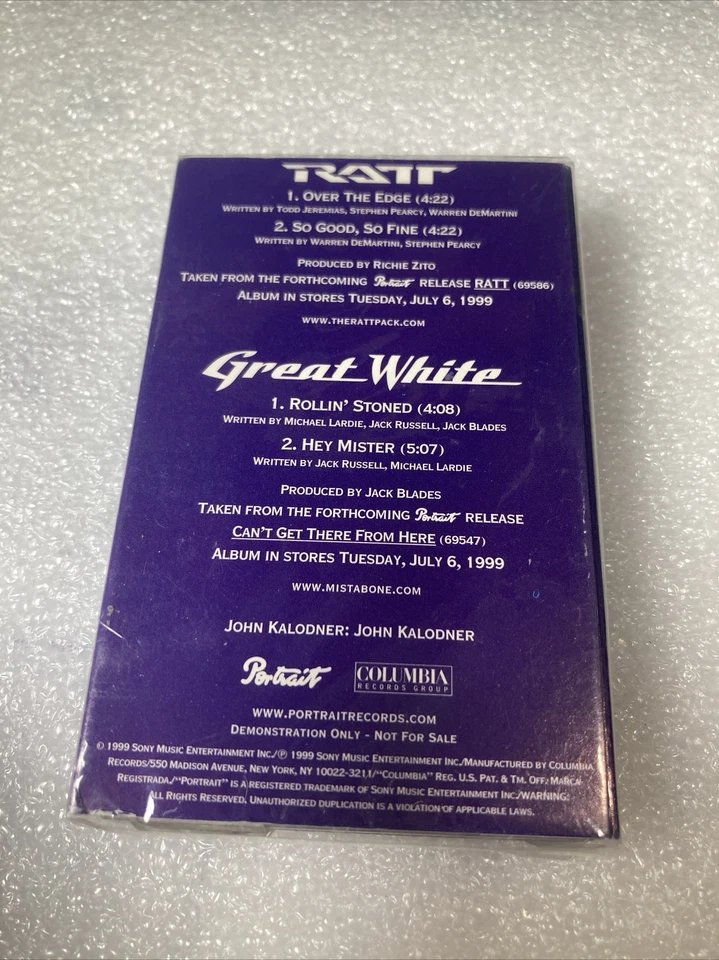 RATT
1. Over The Edge (4:22)
Written by Todd Jeremias, Stephen Pearcy, Warren DeMartini
2. So Good, So Fine (4:22)
Written by Warren DeMartini, Stephen Pearcy
Produced by Richie Zito
Taken from the forthcoming Portrait release RATT (69586)
Album in stores Tuesday, July 6, 1999
www.therattpack.com
Great White
1. Rollin' Stoned (4:08)
Written by Michael Lardie, Jack Russell, Jack Blades
2. Hey Mister (5:07)
Written by Jack Russell, Michael Lardie
Produced by Jack Blades
Taken from the forthcoming Portrait release
Can't Get There From Here (69547)
Album in stores Tuesday, July 6, 1999
www.mistabone.com
John Kalodner: John Kalodner
Portrait COLUMBIA
RECORDS GROUP
www.portraitrecords.com
Demonstration Only - Not For Sale
© 1999 Sony Music Entertainment Inc./℗ 1999 Sony Music Entertainment Inc./Manufactured by Columbia
Records/550 Madison Avenue, New York, NY 10022-3211/"Columbia" Reg. U.S. Pat. & Tm. Off. Marca
Registrada./"Portrait" is a registered trademark of Sony Music Entertainment Inc./WARNING:
All Rights Reserved. Unauthorized duplication is a violation of applicable laws.